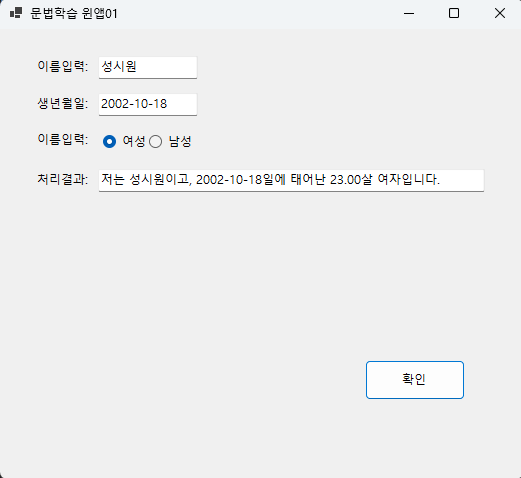 문법학습 윈앱01
이름입력: 성시원
생년월일: 2002-10-18
이름입력: 여성 남성
처리결과: 저는 성시원이고, 2002-10-18일에 태어난 23.00살 여자입니다.
확인